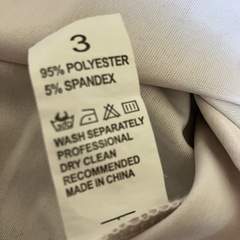 3
95% POLYESTER
5% SPANDEX
WASH SEPARATELY
PROFESSIONAL
DRY CLEAN
RECOMMENDED
MADE IN CHINA